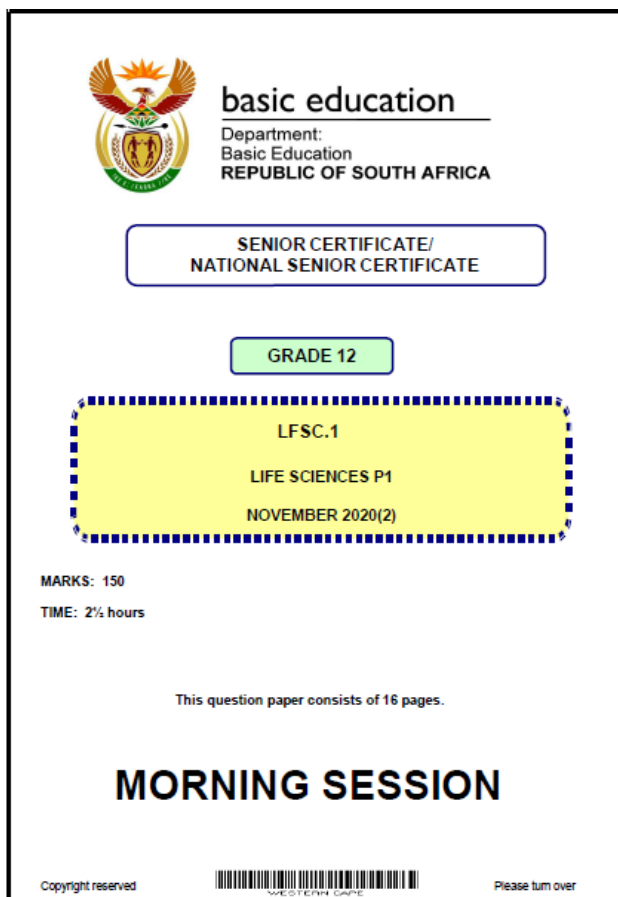 basic education
Department:
Basic Education
REPUBLIC OF SOUTH AFRICA
SENIOR CERTIFICATE/
NATIONAL SENIOR CERTIFICATE
GRADE 12
LFSC.1
LIFE SCIENCES P1
NOVEMBER 2020(2)
MARKS: 150
TIME: 2½ hours
This question paper consists of 16 pages.
MORNING SESSION
Copyright reserved
WESTERN CAPE
Please turn over